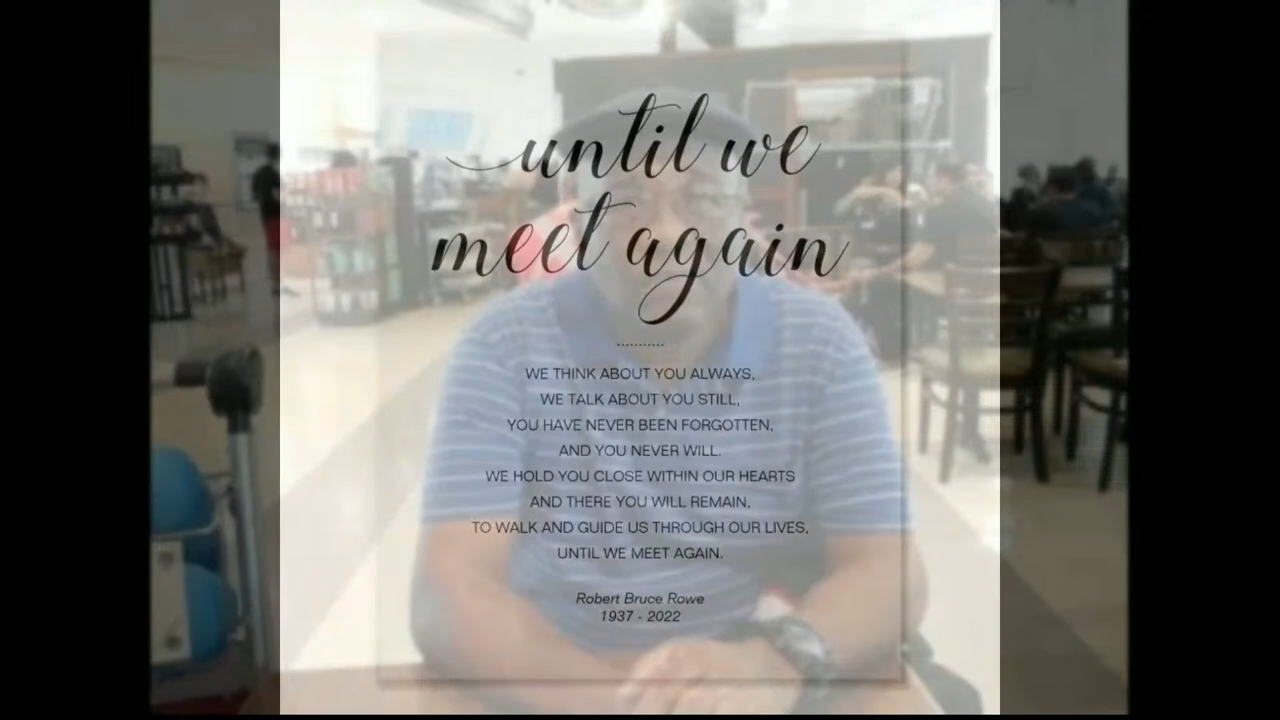 until we
meet again
WE THINK ABOUT YOU ALWAYS,
WE TALK ABOUT YOU STILL,
YOU HAVE NEVER BEEN FORGOTTEN,
AND YOU NEVER WILL.
WE HOLD YOU CLOSE WITHIN OUR HEARTS
AND THERE YOU WILL REMAIN,
TO WALK AND GUIDE US THROUGH OUR LIVES,
UNTIL WE MEET AGAIN.
Robert Bruce Rowe
1937 - 2022